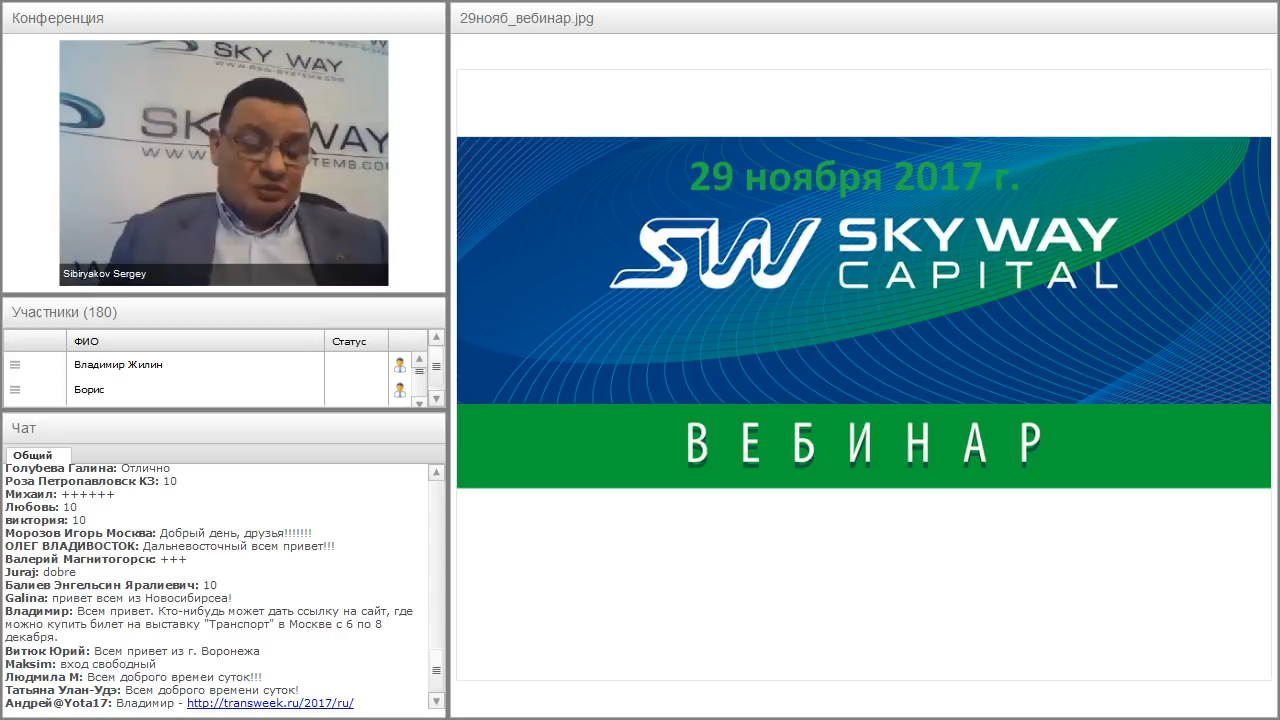 Конференция
SKY WAY
SKY WAY
Sibiryakov Sergey
Участники (180)
ФИО
Статус
Владимир Жилин
Борис
Чат
Общий
Голубева Галина: Отлично
Роза Петропавловск КЗ: 10
Михаил: ++++++
Любовь: 10
виктория: 10
Морозов Игорь Москва: Добрый день, друзья!!!!!!!
ОЛЕГ ВЛАДИВОСТОК: Дальневосточный всем привет!!!
Валерий Магнитогорск: +++
Juraj: dobre
Балиев Энгельсин Яралиевич: 10
Galina: привет всем из Новосибирсеа!
Владимир: Всем привет. Кто-нибудь может дать ссылку на сайт, где
можно купить билет на выставку "Транспорт" в Москве с 6 по 8
декабря.
Витюк Юрий: Всем привет из г. Воронежа
Maksim: вход свободный
Людмила М: Всем доброго времеи суток!!!
Татьяна Улан-Удэ: Всем доброго времени суток!
Андрей@Yota17: Владимир - http://transweek.ru/2017/ru/
29нояб_вебинар.jpg
29 ноября 2017 г.
SW SKY WAY
CAPITAL
ВЕБИНАР